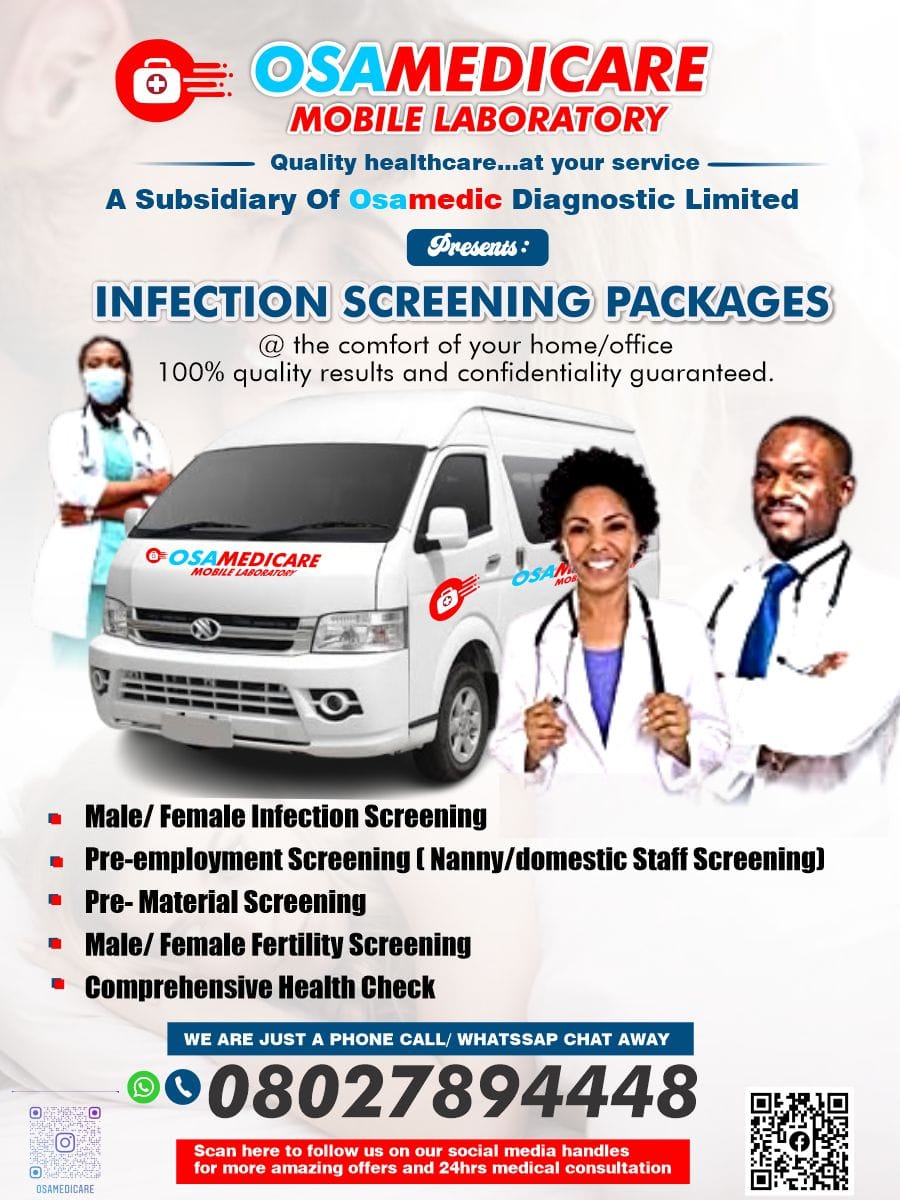 OSAMEDICARE
MOBILE LABORATORY
Quality healthcare...at your service
A Subsidiary Of Osamedic Diagnostic Limited
Presents:
INFECTION SCREENING PACKAGES
@ the comfort of your home/office
100% quality results and confidentiality guaranteed.
OSAMEDICARE
MOBILE LABORATORY
OSAM
MOB
Male/ Female Infection Screening
Pre-employment Screening ( Nanny/domestic Staff Screening)
Pre- Material Screening
Male/ Female Fertility Screening
Comprehensive Health Check
WE ARE JUST A PHONE CALL/ WHATSSAP CHAT AWAY
08027894448
Scan here to follow us on our social media handles
for more amazing offers and 24hrs medical consultation
OSAMEDICARE